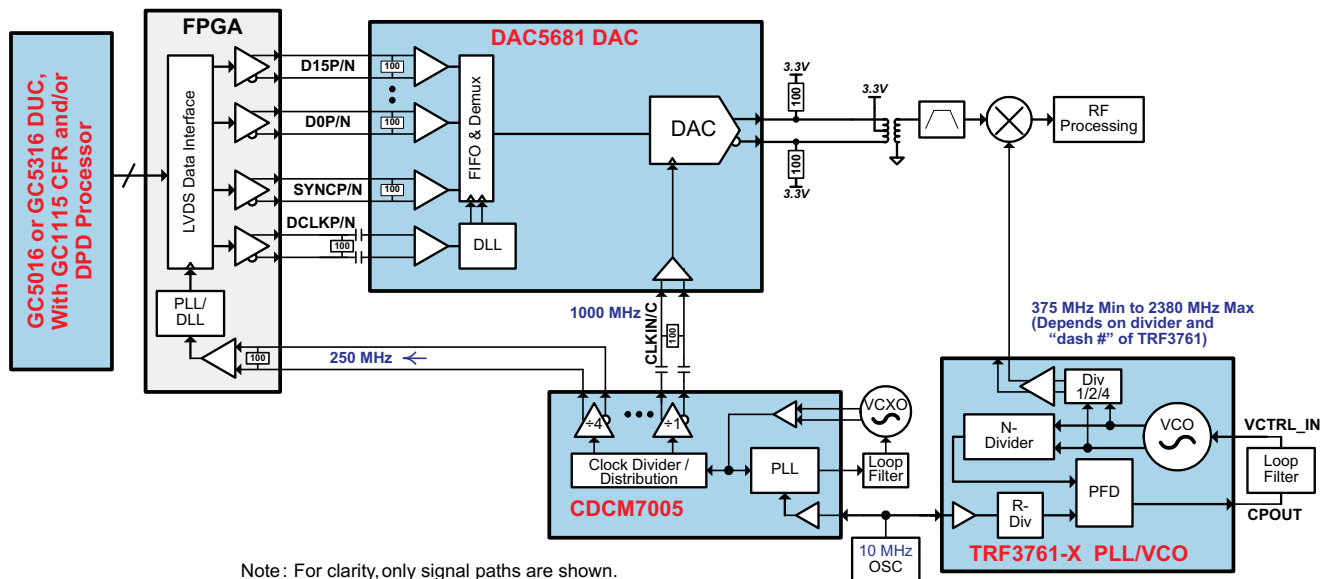 GC5016 or GC5316 DUC,
With GC1115 CFR and/or
DPD Processor
FPGA
LVDS Data Interface
PLL/
DLL
100
250 MHz
D15P/N
100
D0P/N
100
SYNCP/N
100
DCLKP/N
100
DAC5681 DAC
FIFO & Demux
DLL
DAC
1000 MHz
CLKIN/C
100
3.3V
100
100
3.3V
3.3V
RF
Processing
375 MHz Min to 2380 MHz Max
(Depends on divider and
"dash #" of TRF3761)
÷4
÷1
VCXO
Clock Divider /
Distribution
PLL
Loop
Filter
CDCM7005
10 MHz
OSC
Div
1/2/4
N-
Divider
VCO
VCTRL_IN
Loop
Filter
R-
Div
PFD
CPOUT
TRF3761-X PLL/VCO
Note: For clarity, only signal paths are shown.